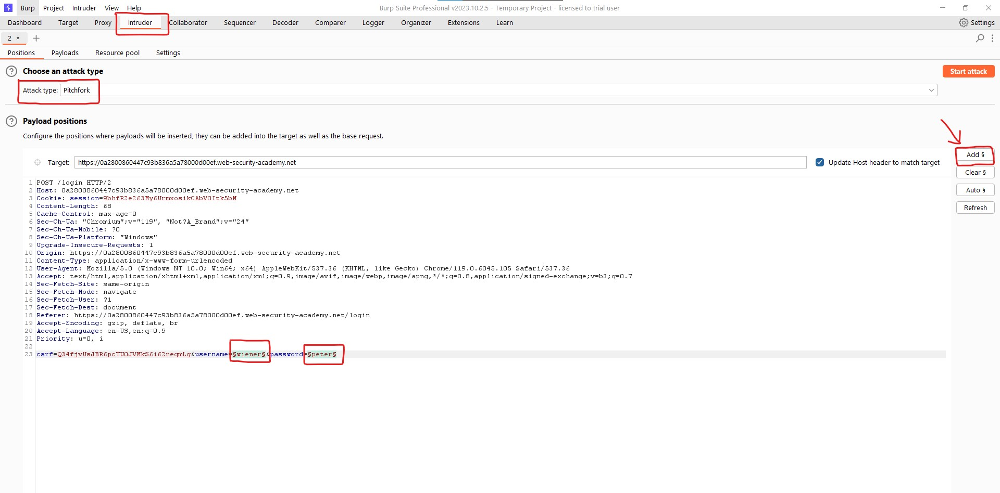 Burp Project Intruder View Help Burp Suite Professional v2023.10.2.5 - Temporary Project - licensed to trial user
Dashboard Target Proxy Intruder Collaborator Sequencer Decoder Comparer Logger Organizer Extensions Learn Settings
2 × +
Positions Payloads Resource pool Settings
? Choose an attack type Start attack
Attack type: Pitchfork
? Payload positions
Configure the positions where payloads will be inserted, they can be added into the target as well as the base request.
Add §
Target: https://0a2800860447c93b836a5a78000d00ef.web-security-academy.net Update Host header to match target
Clear §
Auto §
Refresh
1 POST /login HTTP/2
2 Host: 0a2800860447c93b836a5a78000d00ef.web-security-academy.net
3 Cookie: session=9bhfR2e263My6UrmxosikCAbV0Itk5bM
4 Content-Length: 68
5 Cache-Control: max-age=0
6 Sec-Ch-Ua: "Chromium";v="119", "Not?A_Brand";v="24"
7 Sec-Ch-Ua-Mobile: ?0
8 Sec-Ch-Ua-Platform: "Windows"
9 Upgrade-Insecure-Requests: 1
10 Origin: https://0a2800860447c93b836a5a78000d00ef.web-security-academy.net
11 Content-Type: application/x-www-form-urlencoded
12 User-Agent: Mozilla/5.0 (Windows NT 10.0; Win64; x64) AppleWebKit/537.36 (KHTML, like Gecko) Chrome/119.0.6045.105 Safari/537.36
13 Accept: text/html,application/xhtml+xml,application/xml;q=0.9,image/avif,image/webp,image/apng,*/*;q=0.8,application/signed-exchange;v=b3;q=0.7
14 Sec-Fetch-Site: same-origin
15 Sec-Fetch-Mode: navigate
16 Sec-Fetch-User: ?1
17 Sec-Fetch-Dest: document
18 Referer: https://0a2800860447c93b836a5a78000d00ef.web-security-academy.net/login
19 Accept-Encoding: gzip, deflate, br
20 Accept-Language: en-US,en;q=0.9
21 Priority: u=0, i
22
23 csrf=Q34fjvUsJBR6pcTU0JVMkS6i62reqmLg&username=§wiener§&password=§peter§